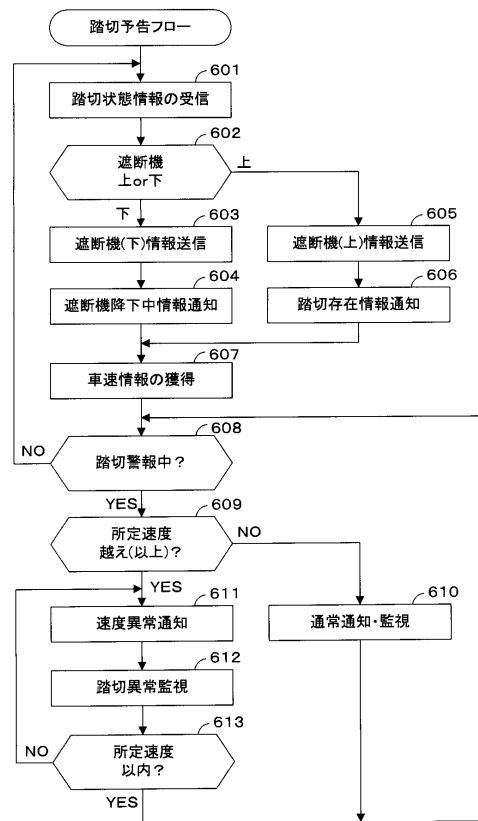 踏切予告フロー
601
踏切状態情報の受信
602
遮断機
上or下
上
下
603
遮断機(下)情報送信
605
遮断機(上)情報送信
604
遮断機降下中情報通知
606
踏切存在情報通知
607
車速情報の獲得
608
踏切警報中?
NO
YES
609
所定速度
越え(以上)?
NO
YES
611
速度異常通知
610
通常通知・監視
612
踏切異常監視
613
所定速度
以内?
NO
YES